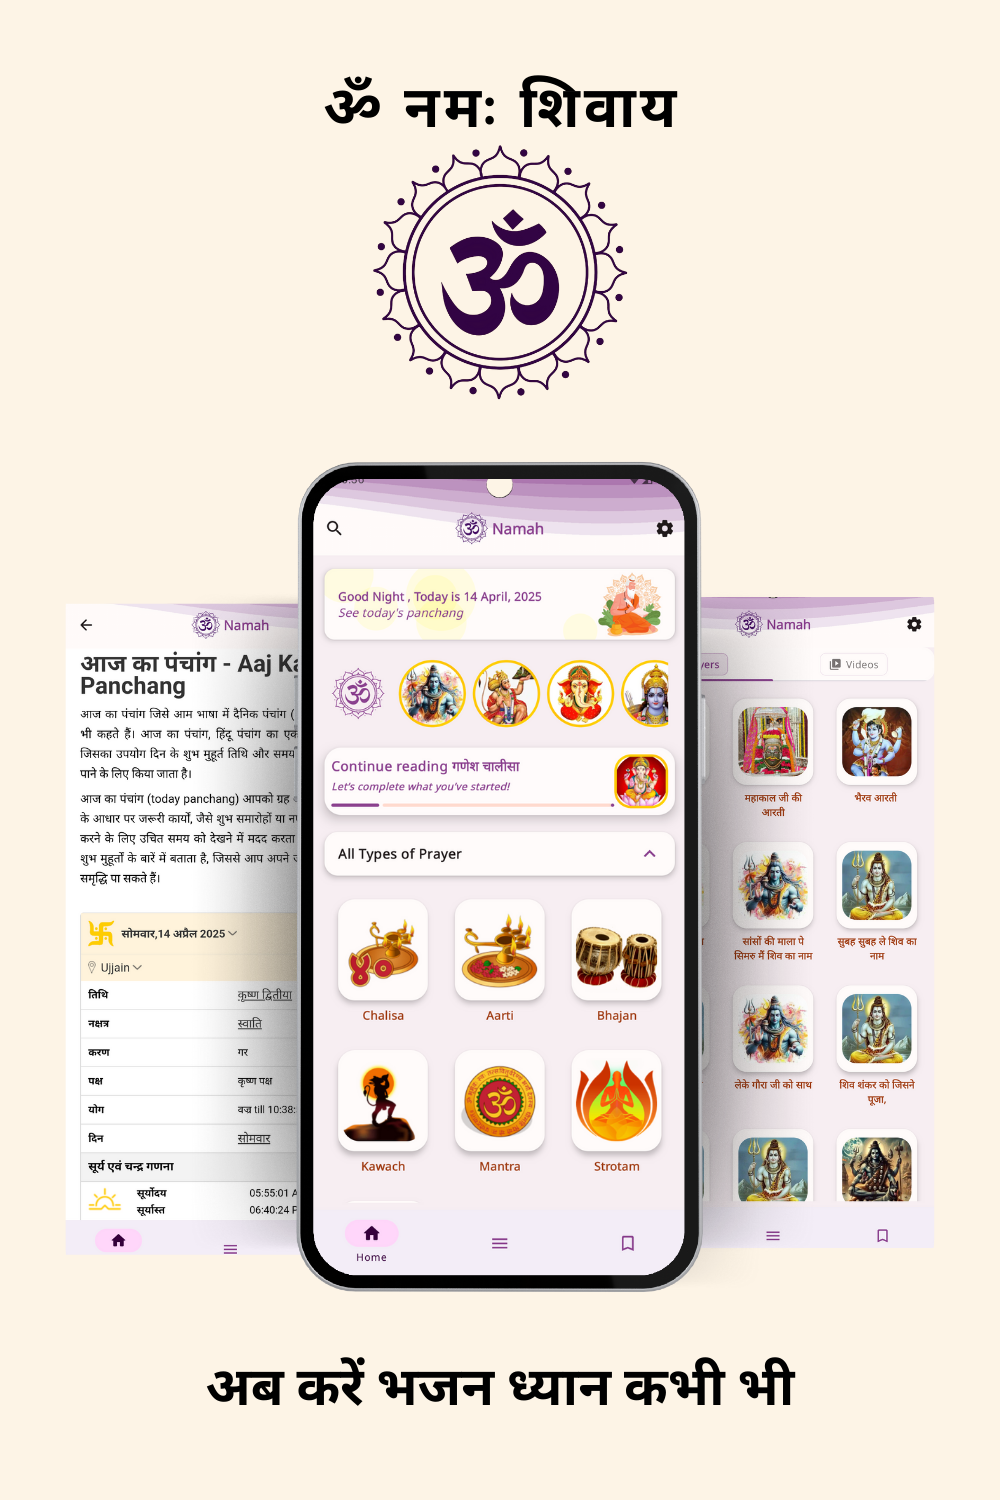 ॐ नमः शिवाय
ॐ
Namah
Good Night , Today is 14 April, 2025
See today's panchang
Continue reading गणेश चालीसा
Let's complete what you've started!
All Types of Prayer
Chalisa
Aarti
Bhajan
Kawach
Mantra
Strotam
Home
Namah
आज का पंचांग - Aaj
Panchang
आज का पंचांग जिसे आम भाषा में दैनिक पंचांग (
भी कहते हैं। आज का पंचांग, हिंदू पंचांग का
जिसका उपयोग दिन के शुभ मुहूर्त तिथि और समय
पाने के लिए किया जाता है।
आज का पंचांग (today panchang) आपको ग्रह
के आधार पर जरूरी कार्यों, जैसे शुभ समारोहों या
करने के लिए उचित समय को देखने में मदद करता
शुभ मुहूर्तों के बारे में बताता है, जिससे आप अपने
समृद्धि पा सकते हैं।
सोमवार,14 अप्रैल 2025
Ujjain
तिथि कृष्ण द्वितीया
नक्षत्र स्वाति
करण गर
पक्ष कृष्ण पक्ष
योग वज्र till 10:38:
दिन सोमवार
सूर्य एवं चन्द्र गणना
सूर्योदय 05:55:01
सूर्यास्त 06:40:24
Namah
Videos
महाकाल जी की
आरती
भैरव आरती
सांसों की माला पे
सिमरु मैं शिव का नाम
सुबह सुबह ले शिव का
नाम
लेके गौरा जी को साथ
शिव शंकर को जिसने
पूजा,
अब करें भजन ध्यान कभी भी